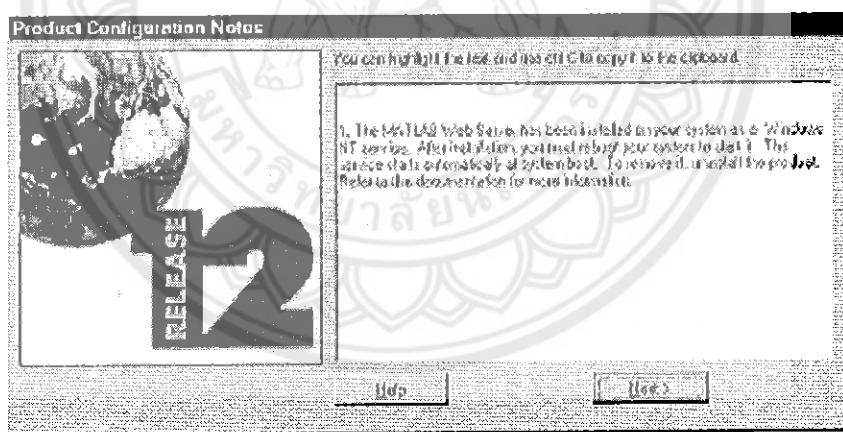 Product Configuration Notes
You can highlight the text and use ctrl C to copy it to the clipboard.
1. The MATLAB Web Server has been installed on your system as a Windows
NT service. After installation, you must reboot your system to start it. The
service starts automatically at system boot. To remove it, uninstall the product.
Refer to the documentation for more information.
RELEASE
12
Help
Next >